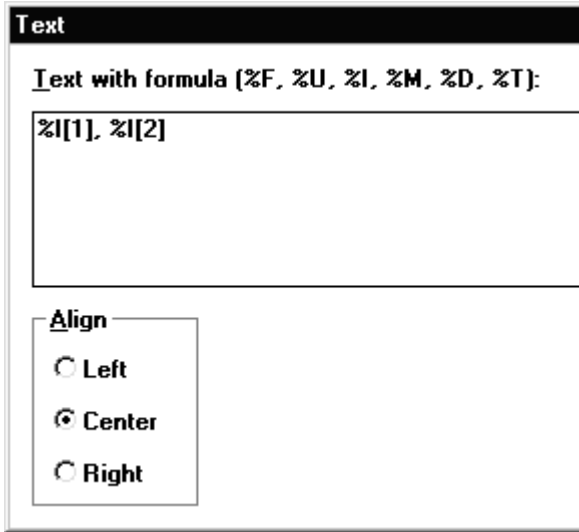 Text
Text with formula (%F, %U, %I, %M, %D, %T):
%I[1], %I[2]
Align
Left
Center
Right